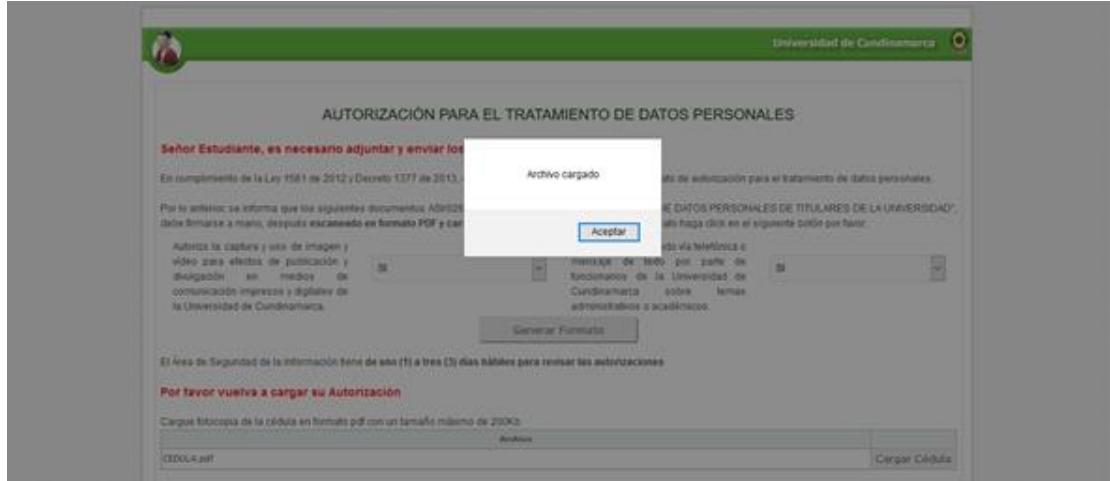 Universidad de Cundinamarca
AUTORIZACIÓN PARA EL TRATAMIENTO DE DATOS PERSONALES
Señor Estudiante, es necesario adjuntar y enviar los
En cumplimiento de la Ley 1581 de 2012 y Decreto 1377 de 2013,
de autorización para el tratamiento de datos personales.
Archivo cargado
Por lo anterior, se informa que los siguientes documentos
DE DATOS PERSONALES DE TITULARES DE LA UNIVERSIDAD",
debe firmarse a mano, después escaneado en formato PDF y
haga click en el siguiente botón por favor.
Aceptar
Autoriza la captura y uso de imagen y
video para efectos de publicación y
divulgación en medios de
comunicación impresos y digitales de
la Universidad de Cundinamarca.
SI
vía telefónica o
mensaje de texto por parte de
funcionarios de la Universidad de
Cundinamarca sobre temas
administrativos o académicos.
SI
Generar Formato
El Área de Seguridad de la Información tiene de uno (1) a tres (3) días hábiles para revisar las autorizaciones
Por favor vuelva a cargar su Autorización
Cargue fotocopia de la cédula en formato pdf con un tamaño máximo de 200Kb
Archivo
CEDULA.pdf
Cargar Cédula